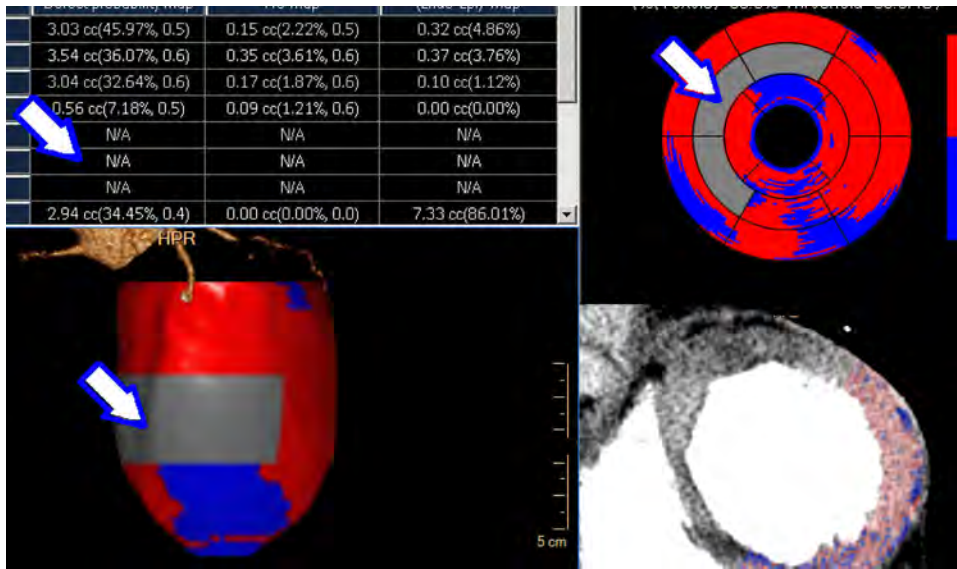 3.03 cc(45.97%, 0.5) 0.15 cc(2.22%, 0.5) 0.32 cc(4.86%)
3.54 cc(36.07%, 0.6) 0.35 cc(3.61%, 0.6) 0.37 cc(3.76%)
3.04 cc(32.64%, 0.6) 0.17 cc(1.87%, 0.6) 0.10 cc(1.12%)
0.56 cc(7.18%, 0.5) 0.09 cc(1.21%, 0.6) 0.00 cc(0.00%)
N/A N/A N/A
N/A N/A N/A
N/A N/A N/A
2.94 cc(34.45%, 0.4) 0.00 cc(0.00%, 0.0) 7.33 cc(86.01%)
HPR
5 cm